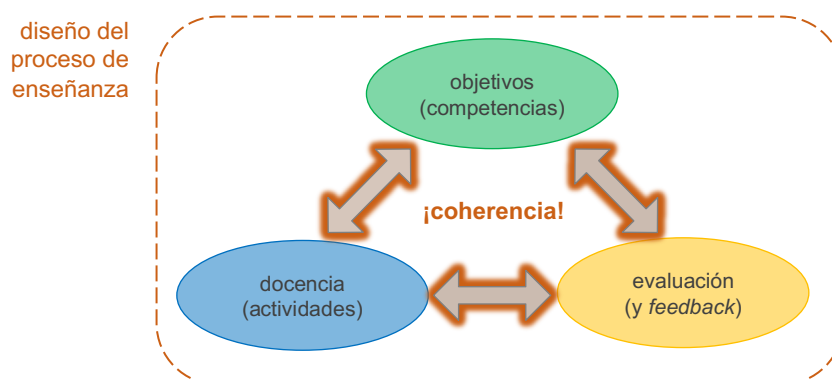 diseño del
proceso de
enseñanza
objetivos
(competencias)
¡coherencia!
docencia
(actividades)
evaluación
(y feedback)